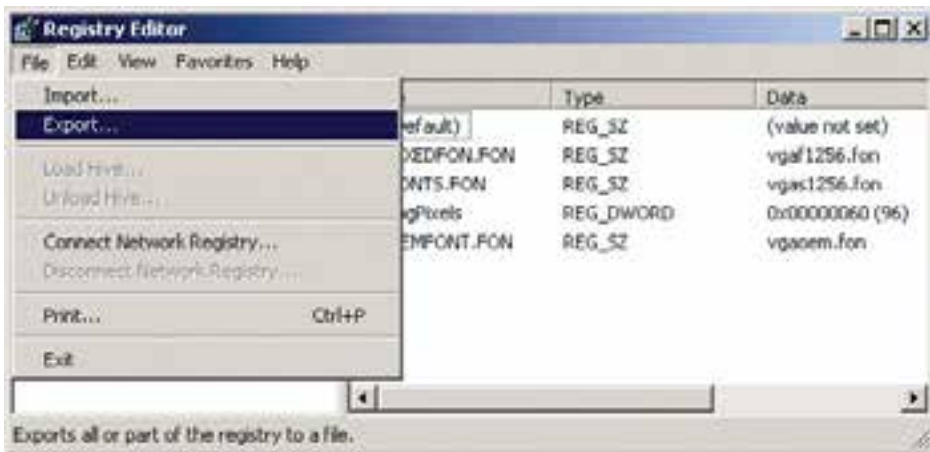 Registry Editor
File Edit View Favorites Help
Import...
Export...
Load Hive...
Unload Hive...
Connect Network Registry...
Disconnect Network Registry...
Print... Ctrl+P
Exit
Type Data
efault) REG_SZ (value not set)
XEDFON.FON REG_SZ vgaf1256.fon
ONTS.FON REG_SZ vgas1256.fon
gPixels REG_DWORD 0x00000060 (96)
EMFONT.FON REG_SZ vgaoem.fon
Exports all or part of the registry to a file.